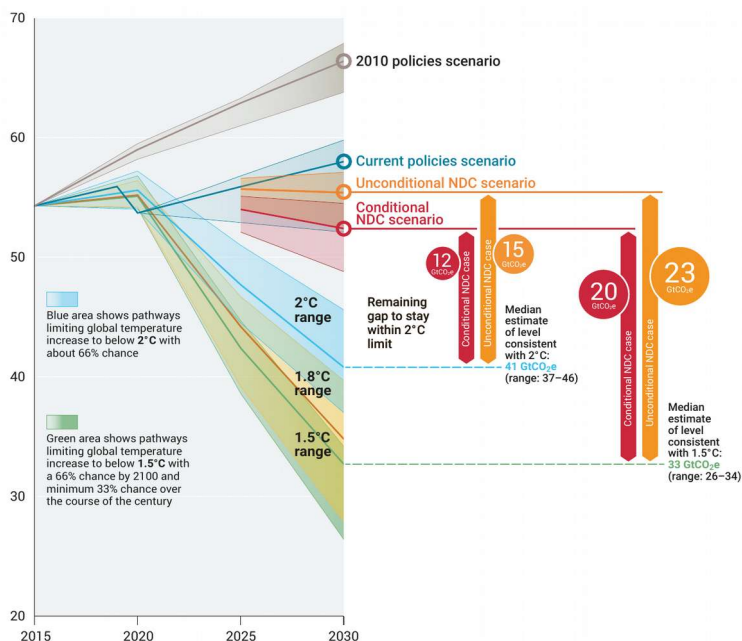 70
60
50
40
30
20
2015
2020
2025
2030
2010 policies scenario
Current policies scenario
Unconditional NDC scenario
Conditional
NDC scenario
2°C
range
1.8°C
range
1.5°C
range
Blue area shows pathways
limiting global temperature
increase to below 2°C with
about 66% chance
Green area shows pathways
limiting global temperature
increase to below 1.5°C with
a 66% chance by 2100 and
minimum 33% chance over
the course of the century
Remaining
gap to stay
within 2°C
limit
12
GtCO₂e
Conditional NDC case
15
GtCO₂e
Unconditional NDC case
Median
estimate
of level
consistent
with 2°C:
41 GtCO₂e
(range: 37–46)
20
GtCO₂e
Conditional NDC case
23
GtCO₂e
Unconditional NDC case
Median
estimate
of level
consistent
with 1.5°C:
33 GtCO₂e
(range: 26–34)